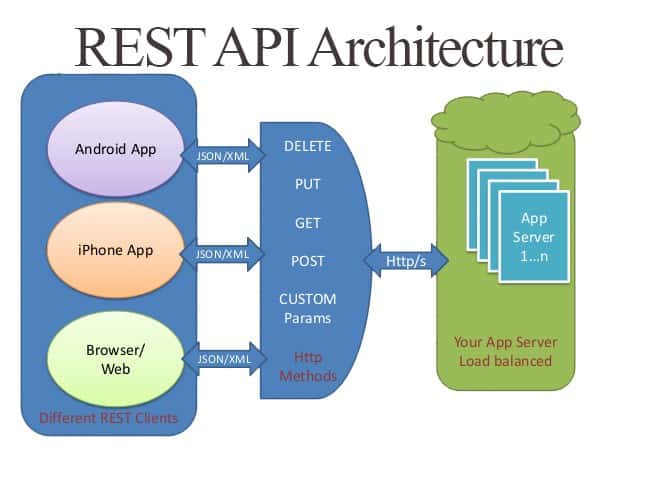 REST API Architecture
Android App
iPhone App
Browser/
Web
Different REST Clients
JSON/XML
JSON/XML
JSON/XML
DELETE
PUT
GET
POST
CUSTOM
Params
Http
Methods
Http/s
App
Server
1...n
Your App Server
Load balanced